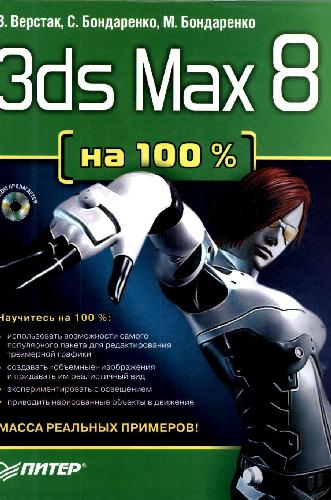 В. Верстак, С. Бондаренко, М. Бондаренко
3ds Max 8
на 100 %
Научитесь на 100 %:
использовать возможности самого
популярного пакета для редактирования
трехмерной графики
создавать «объемные» изображения
и придавать им реалистичный вид
экспериментировать с освещением
приводить нарисованные объекты в движение
МАССА РЕАЛЬНЫХ ПРИМЕРОВ!
ПИТЕР